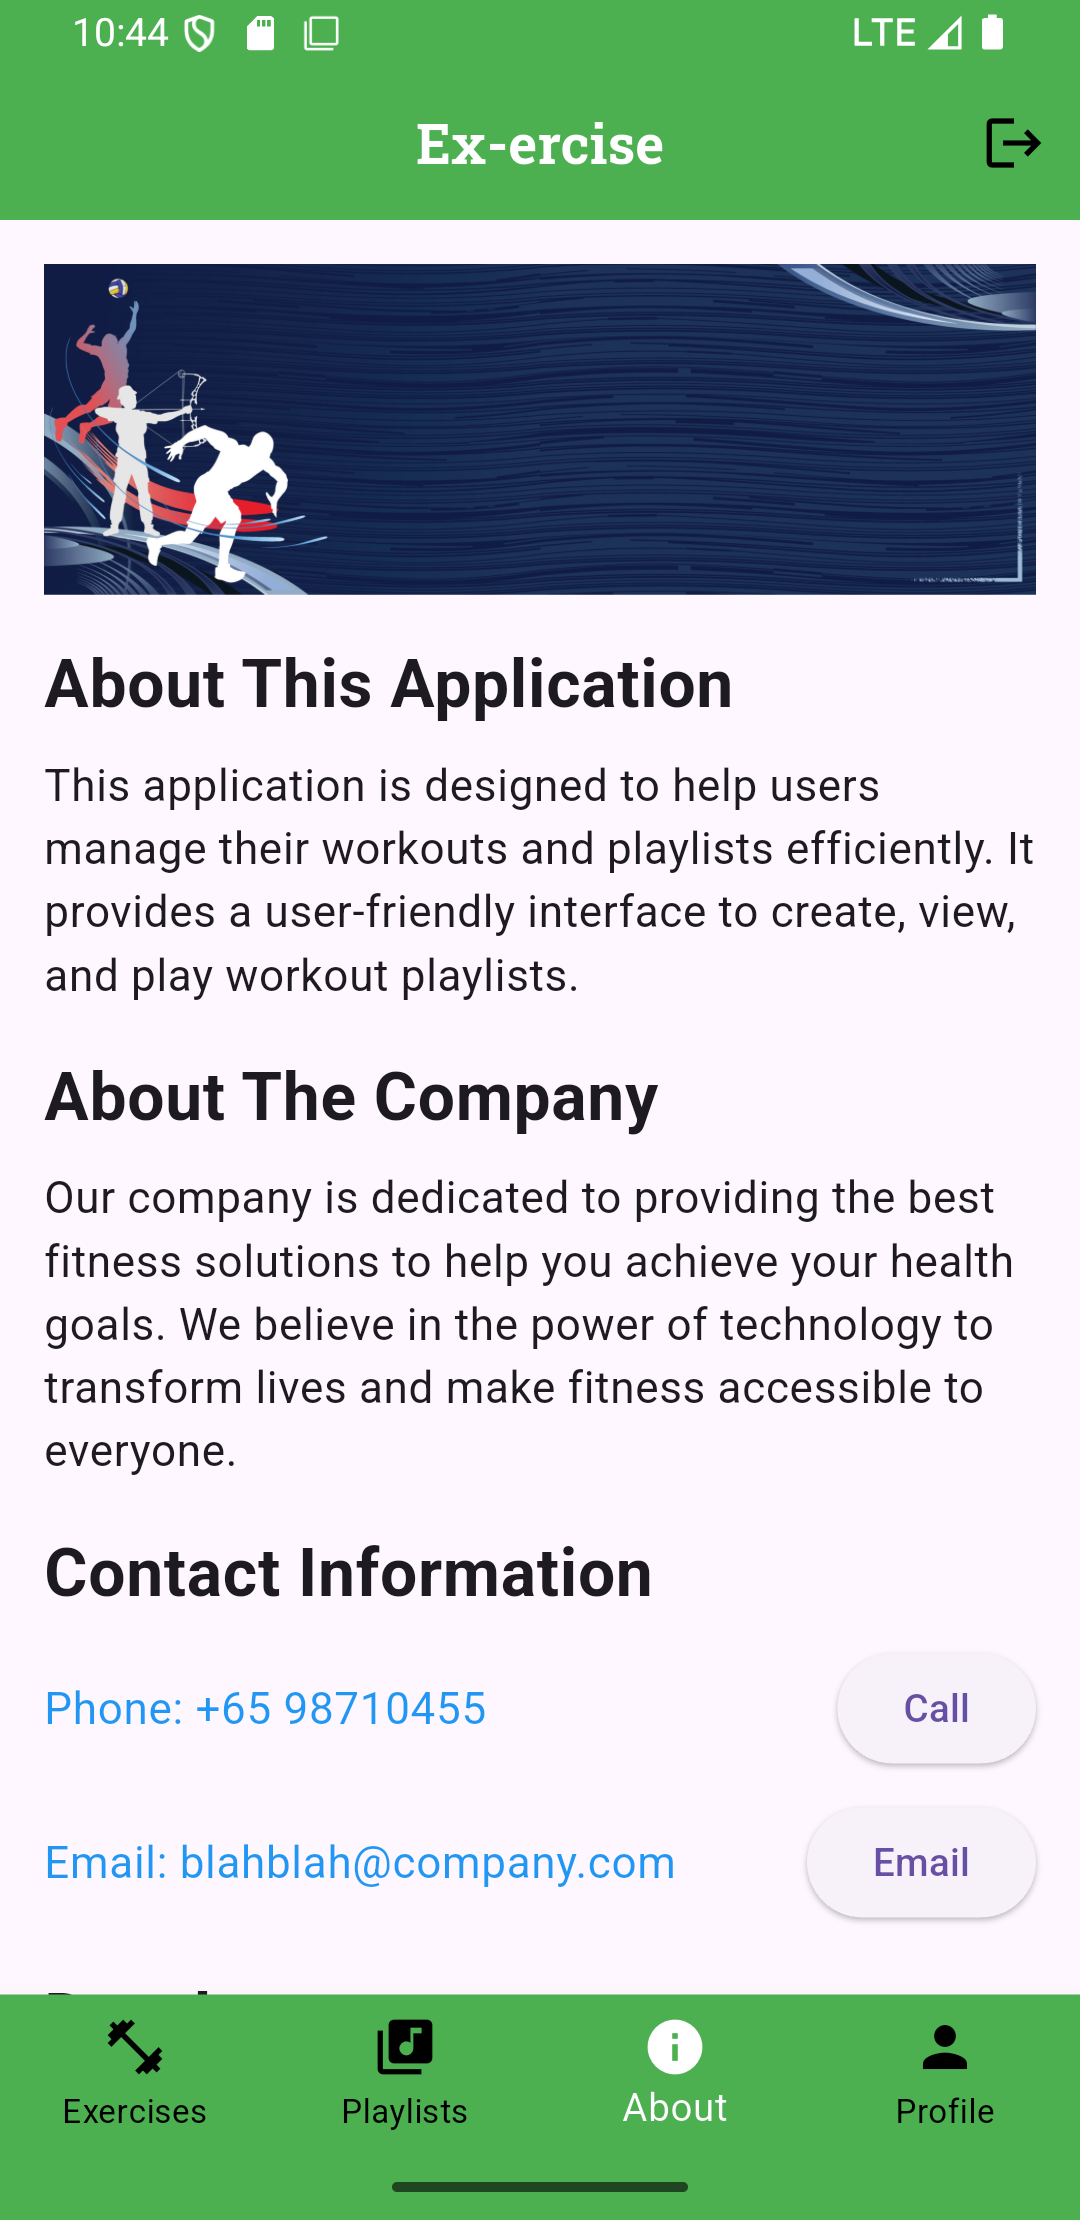 10:44
LTE
Ex-ercise
About This Application
This application is designed to help users
manage their workouts and playlists efficiently. It
provides a user-friendly interface to create, view,
and play workout playlists.
About The Company
Our company is dedicated to providing the best
fitness solutions to help you achieve your health
goals. We believe in the power of technology to
transform lives and make fitness accessible to
everyone.
Contact Information
Phone: +65 98710455
Call
Email: blahblah@company.com
Email
Exercises
Playlists
About
Profile